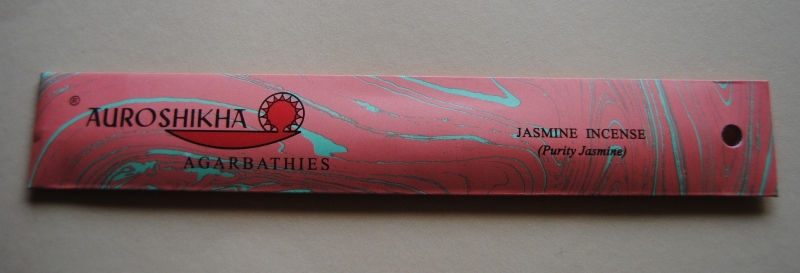 ® AUROSHIKHA
AGARBATHIES
JASMINE INCENSE
(Purity Jasmine)